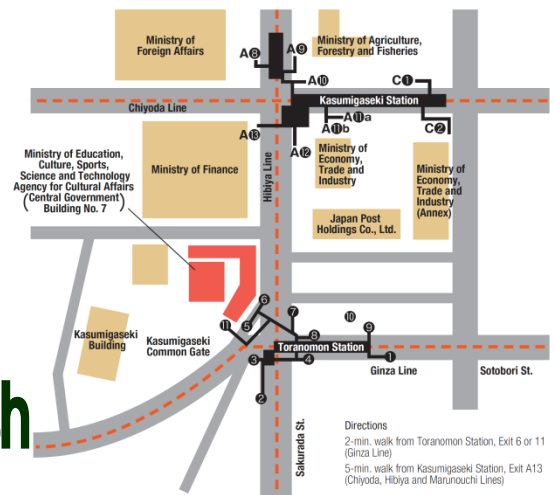 Ministry of
Foreign Affairs
A8
A9
Ministry of Agriculture,
Forestry and Fisheries
A10
C1
Kasumigaseki Station
Chiyoda Line
A11a
A11b
C2
A13
A12
Ministry of Education,
Culture, Sports,
Science and Technology
Agency for Cultural Affairs
(Central Government)
Building No. 7
Ministry of Finance
Hibiya Line
Ministry of
Economy,
Trade and
Industry
Ministry of
Economy,
Trade and
Industry
(Annex)
Japan Post
Holdings Co., Ltd.
6
7
10
11
5
8
9
Kasumigaseki
Building
Kasumigaseki
Common Gate
Toranomon Station
3
4
1
Ginza Line
Sotobori St.
2
Sakurada St.
h
Directions
2-min. walk from Toranomon Station, Exit 6 or 11
(Ginza Line)
5-min. walk from Kasumigaseki Station, Exit A13
(Chiyoda, Hibiya and Marunouchi Lines)